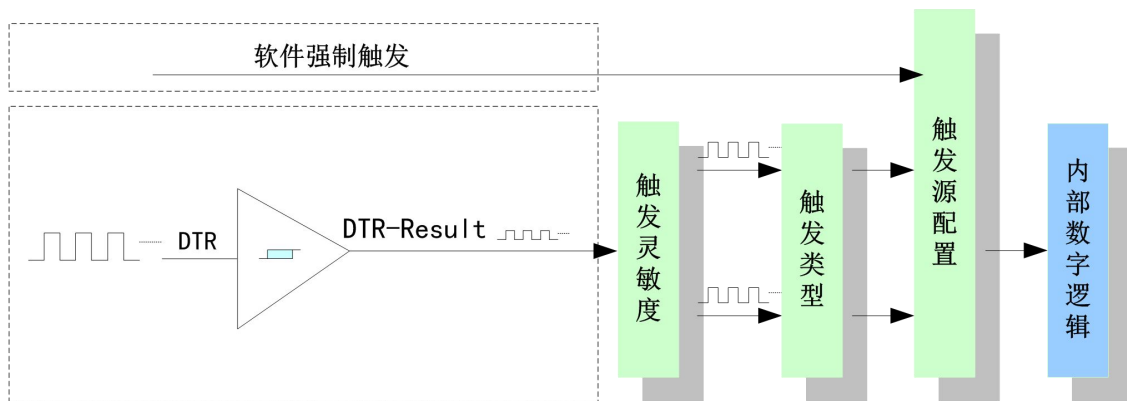 软件强制触发
DTR
DTR-Result
触发灵敏度
触发类型
触发源配置
内部数字逻辑